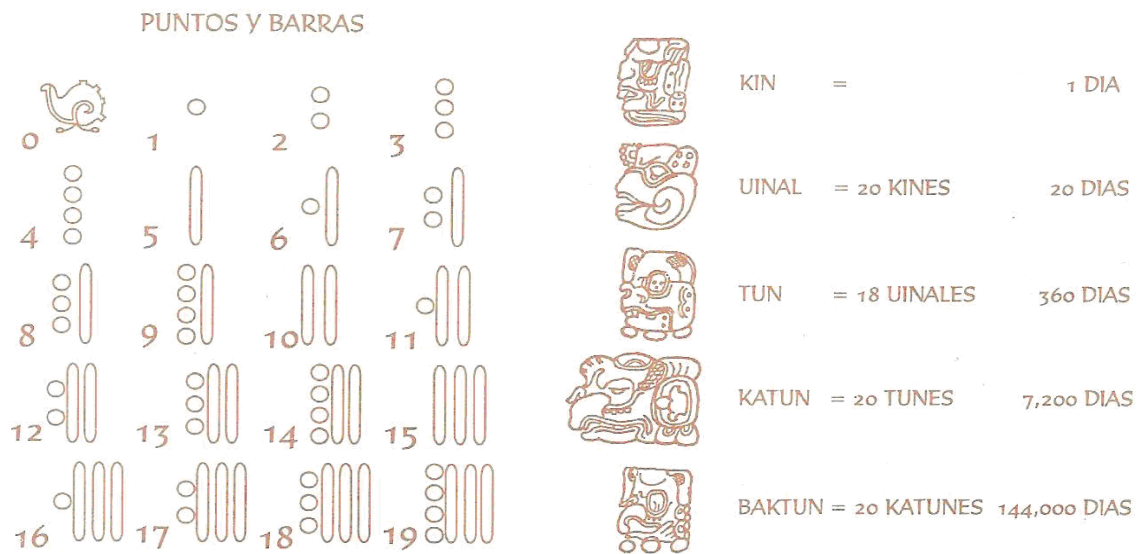 PUNTOS Y BARRAS
0 1 2 3
4 5 6 7
8 9 10 11
12 13 14 15
16 17 18 19
KIN = 1 DIA
UINAL = 20 KINES 20 DIAS
TUN = 18 UINALES 360 DIAS
KATUN = 20 TUNES 7,200 DIAS
BAKTUN = 20 KATUNES 144,000 DIAS